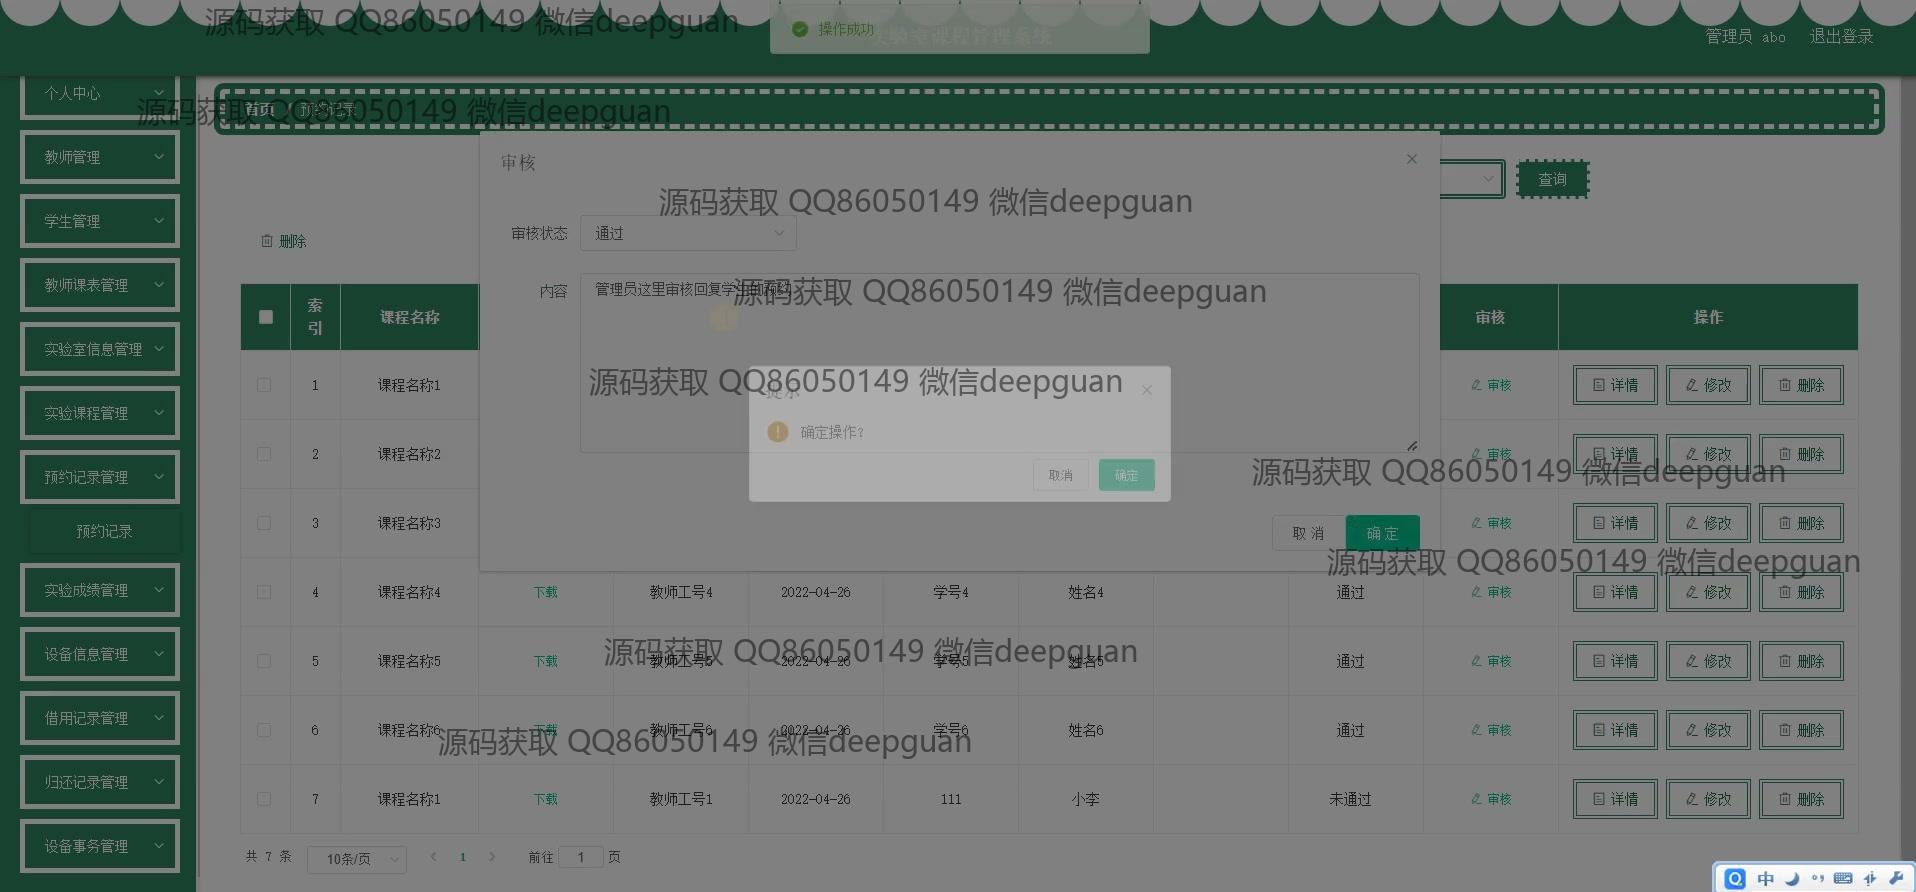 源码获取 QQ86050149 微信deepguan
操作成功
实验室课程管理系统
管理员 abo 退出登录
个人中心
源码获取 QQ86050149 微信deepguan
首页 预约记录
教师管理
学生管理
教师课表管理
实验室信息管理
实验课程管理
预约记录管理
预约记录
实验成绩管理
设备信息管理
借用记录管理
归还记录管理
设备事务管理
查询
删除
审核
源码获取 QQ86050149 微信deepguan
审核状态 通过
内容 管理员这里审核回复学生的预约
源码获取 QQ86050149 微信deepguan
源码获取 QQ86050149 微信deepguan
提示
确定操作?
取消 确定
取消 确定
索引 课程名称 审核 操作
1 课程名称1 审核 详情 修改 删除
2 课程名称2 审核 详情 修改 删除
源码获取 QQ86050149 微信deepguan
3 课程名称3 审核 详情 修改 删除
源码获取 QQ86050149 微信deepguan
4 课程名称4 下载 教师工号4 2022-04-26 学号4 姓名4 通过 审核 详情 修改 删除
源码获取 QQ86050149 微信deepguan
5 课程名称5 下载 教师工号5 2022-04-26 学号5 姓名5 通过 审核 详情 修改 删除
6 课程名称6 下载 教师工号6 2022-04-26 学号6 姓名6 通过 审核 详情 修改 删除
源码获取 QQ86050149 微信deepguan
7 课程名称1 下载 教师工号1 2022-04-26 111 小李 未通过 审核 详情 修改 删除
共 7 条 10条/页 1 前往 1 页
中